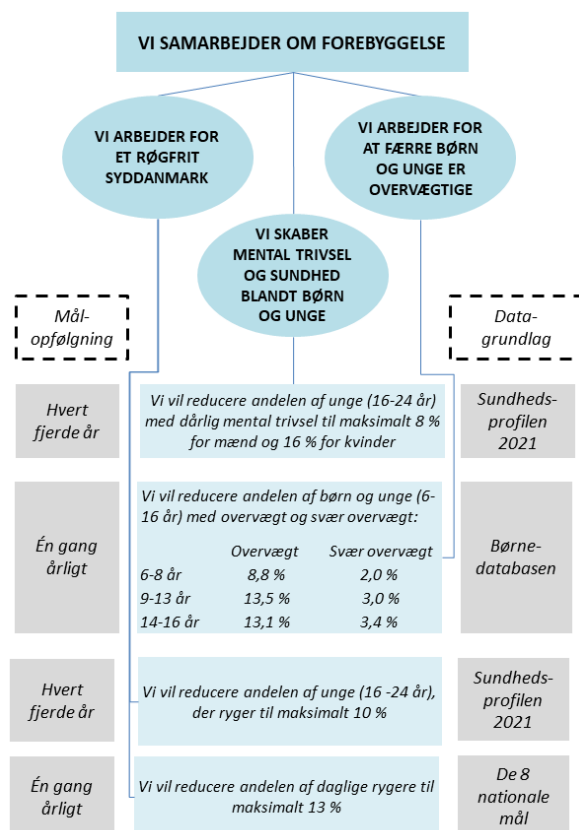 VI SAMARBEJDER OM FOREBYGGELSE
VI ARBEJDER FOR
ET RØGFRIT
SYDDANMARK
VI ARBEJDER FOR
AT FÆRRE BØRN
OG UNGE ER
OVERVÆGTIGE
VI SKABER
MENTAL TRIVSEL
OG SUNDHED
BLANDT BØRN
OG UNGE
Mål-
opfølgning
Data-
grundlag
Hvert
fjerde år
Vi vil reducere andelen af unge (16-24 år)
med dårlig mental trivsel til maksimalt 8 %
for mænd og 16 % for kvinder
Sundheds-
profilen
2021
Én gang
årligt
Vi vil reducere andelen af børn og unge (6-
16 år) med overvægt og svær overvægt:
Overvægt Svær overvægt
6-8 år 8,8 % 2,0 %
9-13 år 13,5 % 3,0 %
14-16 år 13,1 % 3,4 %
Børne-
databasen
Hvert
fjerde år
Vi vil reducere andelen af unge (16 -24 år),
der ryger til maksimalt 10 %
Sundheds-
profilen
2021
Én gang
årligt
Vi vil reducere andelen af daglige rygere til
maksimalt 13 %
De 8
nationale
mål